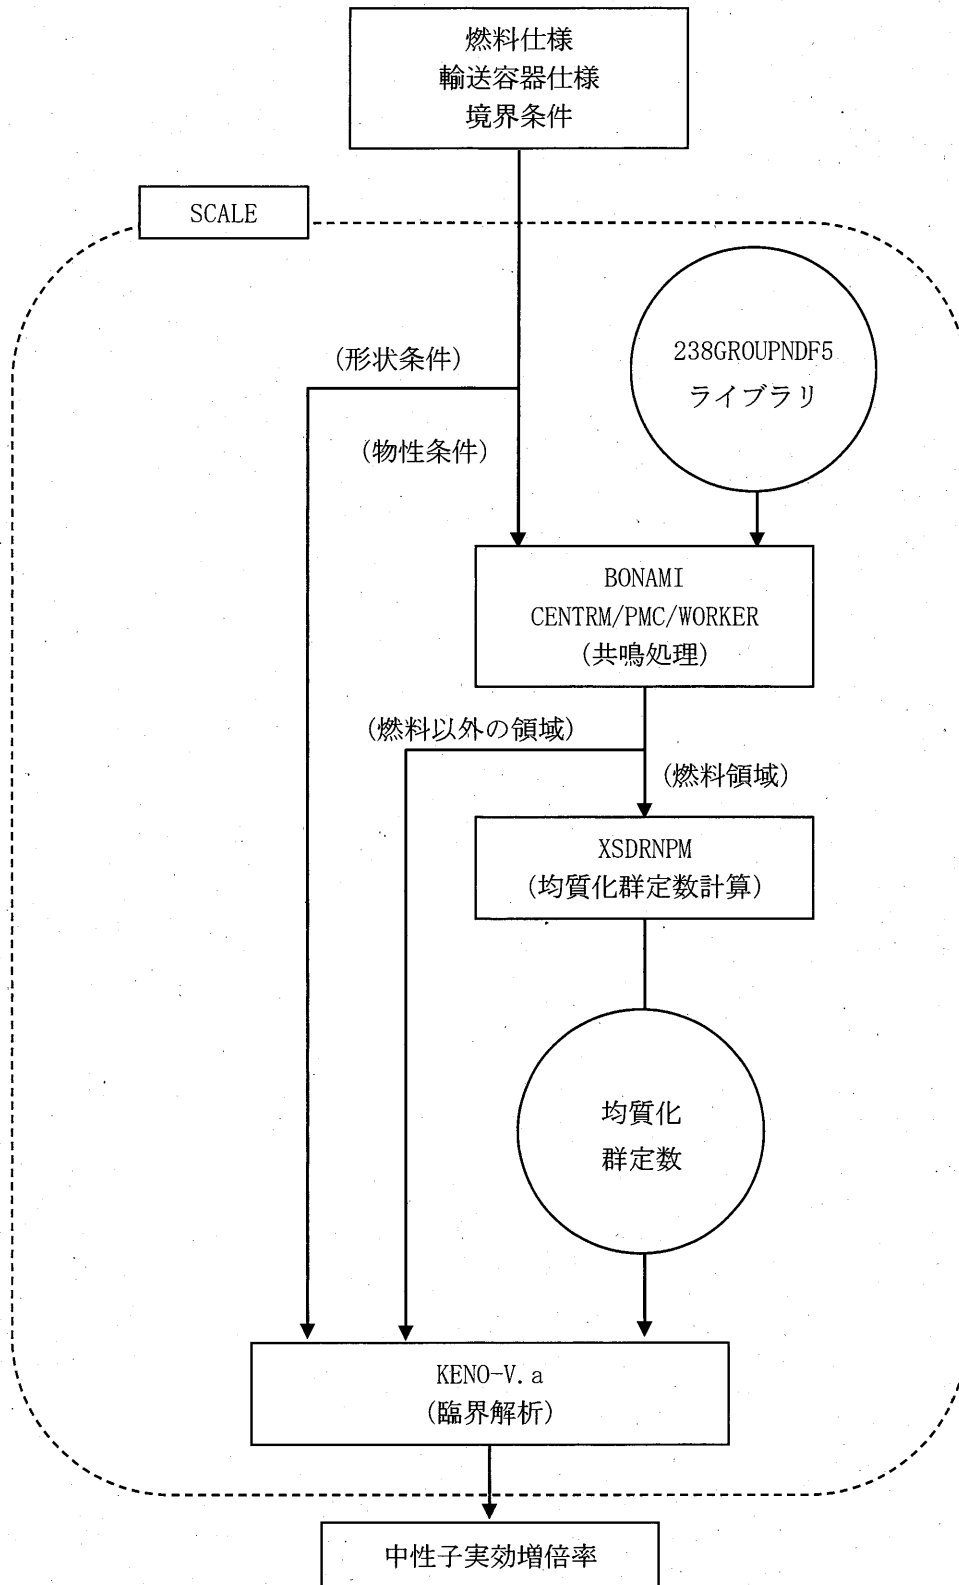 燃料仕様
輸送容器仕様
境界条件
SCALE
238GROUPNDF5
ライブラリ
(形状条件)
(物性条件)
BONAMI
CENTRM/PMC/WORKER
(共鳴処理)
(燃料以外の領域)
(燃料領域)
XSDRNPM
(均質化群定数計算)
均質化
群定数
KENO-V.a
(臨界解析)
中性子実効増倍率